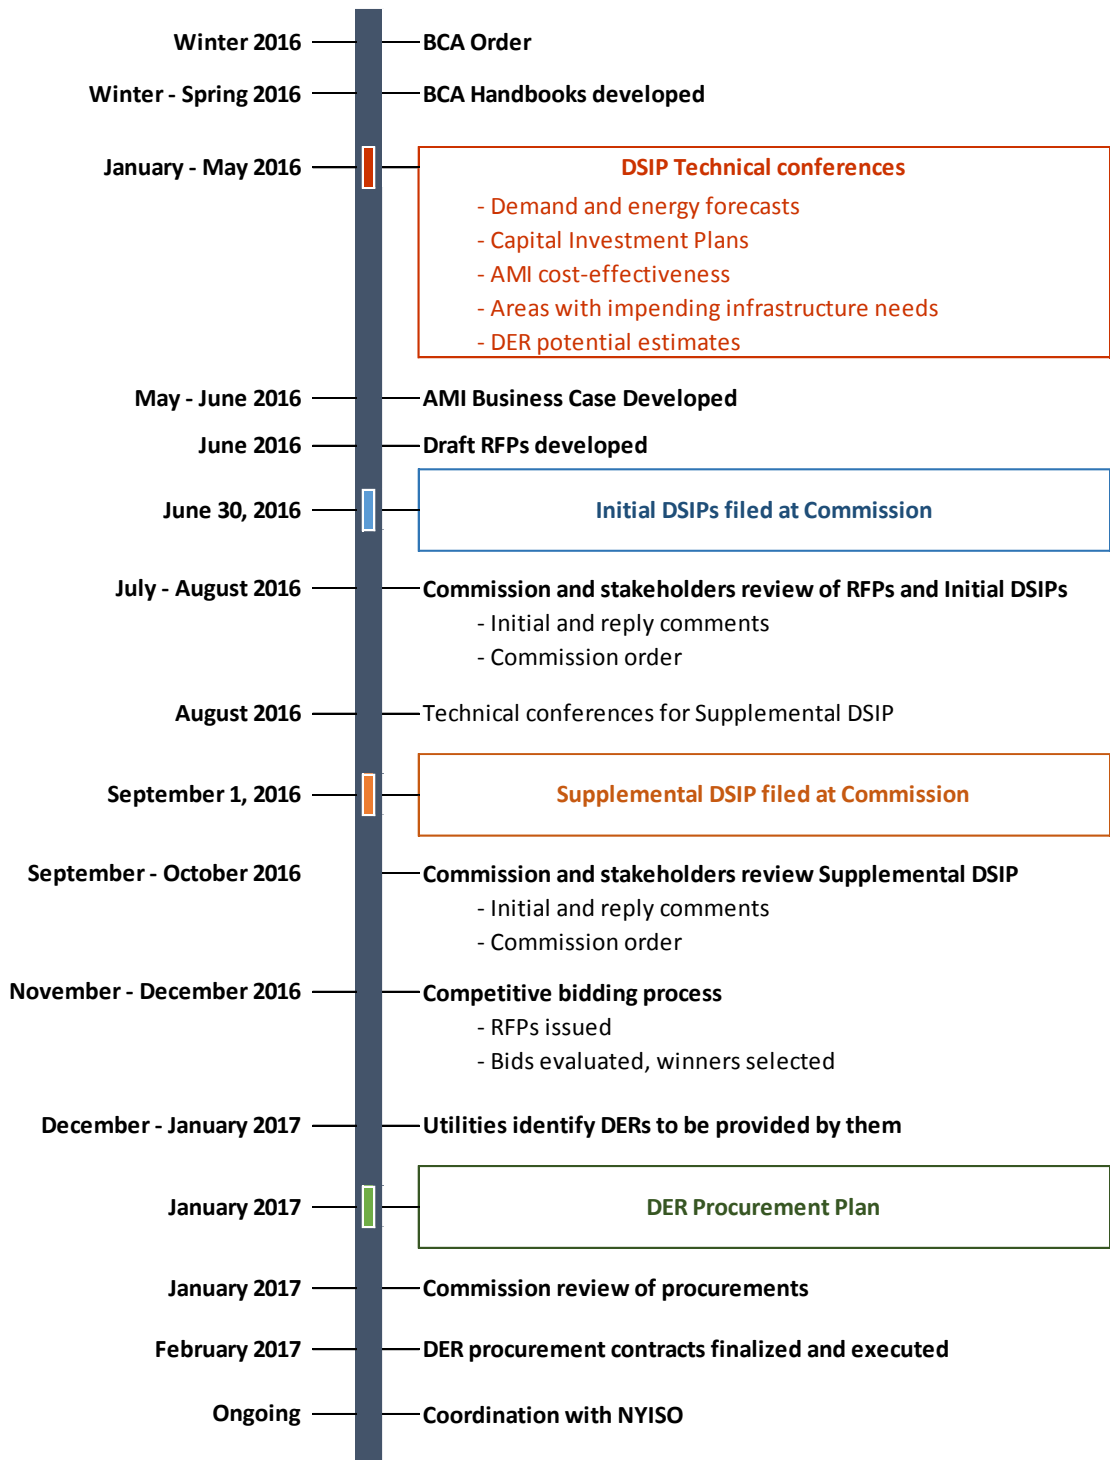 Winter 2016 BCA Order
Winter - Spring 2016 BCA Handbooks developed
January - May 2016 DSIP Technical conferences
- Demand and energy forecasts
- Capital Investment Plans
- AMI cost-effectiveness
- Areas with impending infrastructure needs
- DER potential estimates
May - June 2016 AMI Business Case Developed
June 2016 Draft RFPs developed
June 30, 2016 Initial DSIPs filed at Commission
July - August 2016 Commission and stakeholders review of RFPs and Initial DSIPs
- Initial and reply comments
- Commission order
August 2016 Technical conferences for Supplemental DSIP
September 1, 2016 Supplemental DSIP filed at Commission
September - October 2016 Commission and stakeholders review Supplemental DSIP
- Initial and reply comments
- Commission order
November - December 2016 Competitive bidding process
- RFPs issued
- Bids evaluated, winners selected
December - January 2017 Utilities identify DERs to be provided by them
January 2017 DER Procurement Plan
January 2017 Commission review of procurements
February 2017 DER procurement contracts finalized and executed
Ongoing Coordination with NYISO